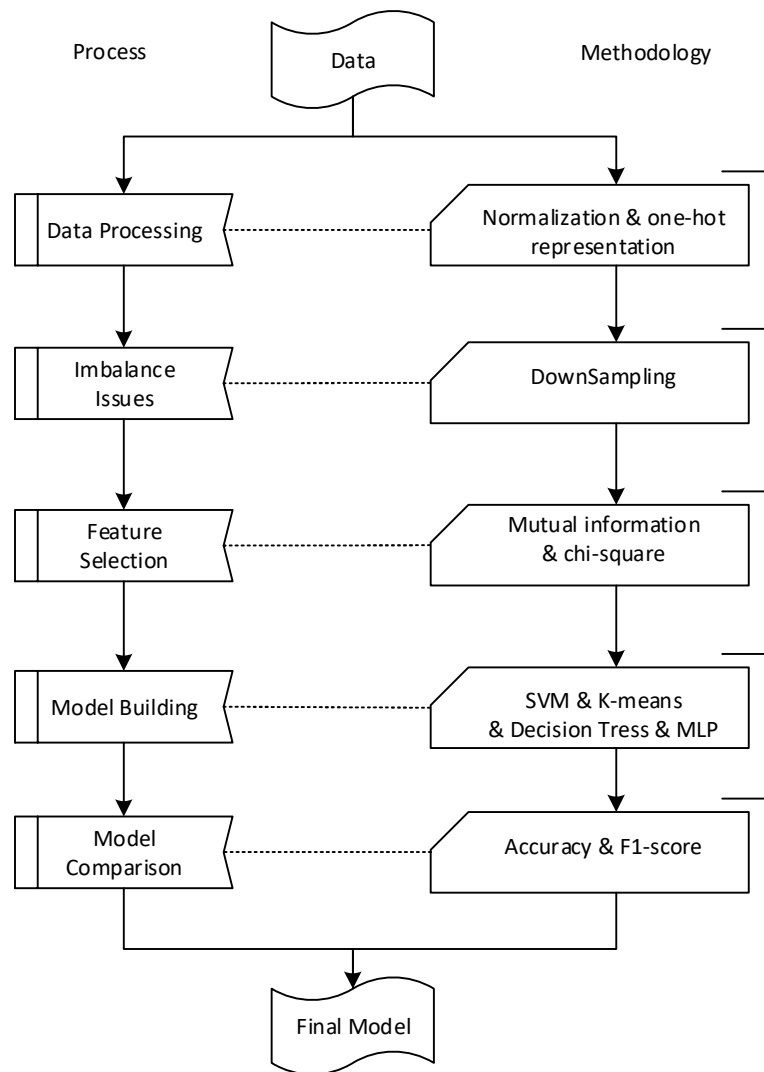 Process
Data
Methodology
Data Processing
Normalization & one-hot
representation
Imbalance
Issues
DownSampling
Feature
Selection
Mutual information
& chi-square
Model Building
SVM & K-means
& Decision Tress & MLP
Model
Comparison
Accuracy & F1-score
Final Model